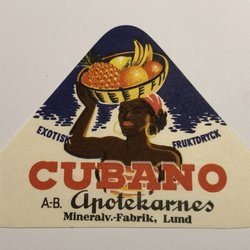 EXOTISK FRUKTDRYCK
CUBANO
A.-B. Apotekarnes
Mineralv.-Fabrik, Lund